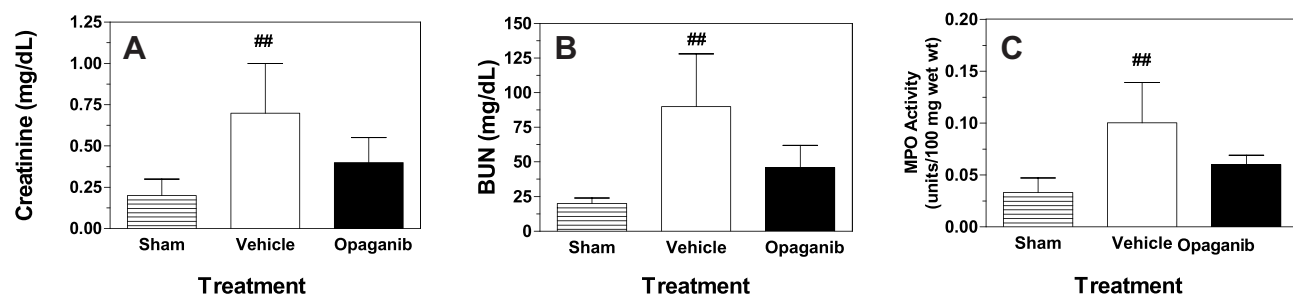 A
Creatinine (mg/dL)
1.25
1.00
0.75
0.50
0.25
0.00
##
Sham Vehicle Opaganib
Treatment
B
BUN (mg/dL)
150
125
100
75
50
25
0
##
Sham Vehicle Opaganib
Treatment
C
MPO Activity
(units/100 mg wet wt)
0.20
0.15
0.10
0.05
0.00
##
Sham Vehicle Opaganib
Treatment